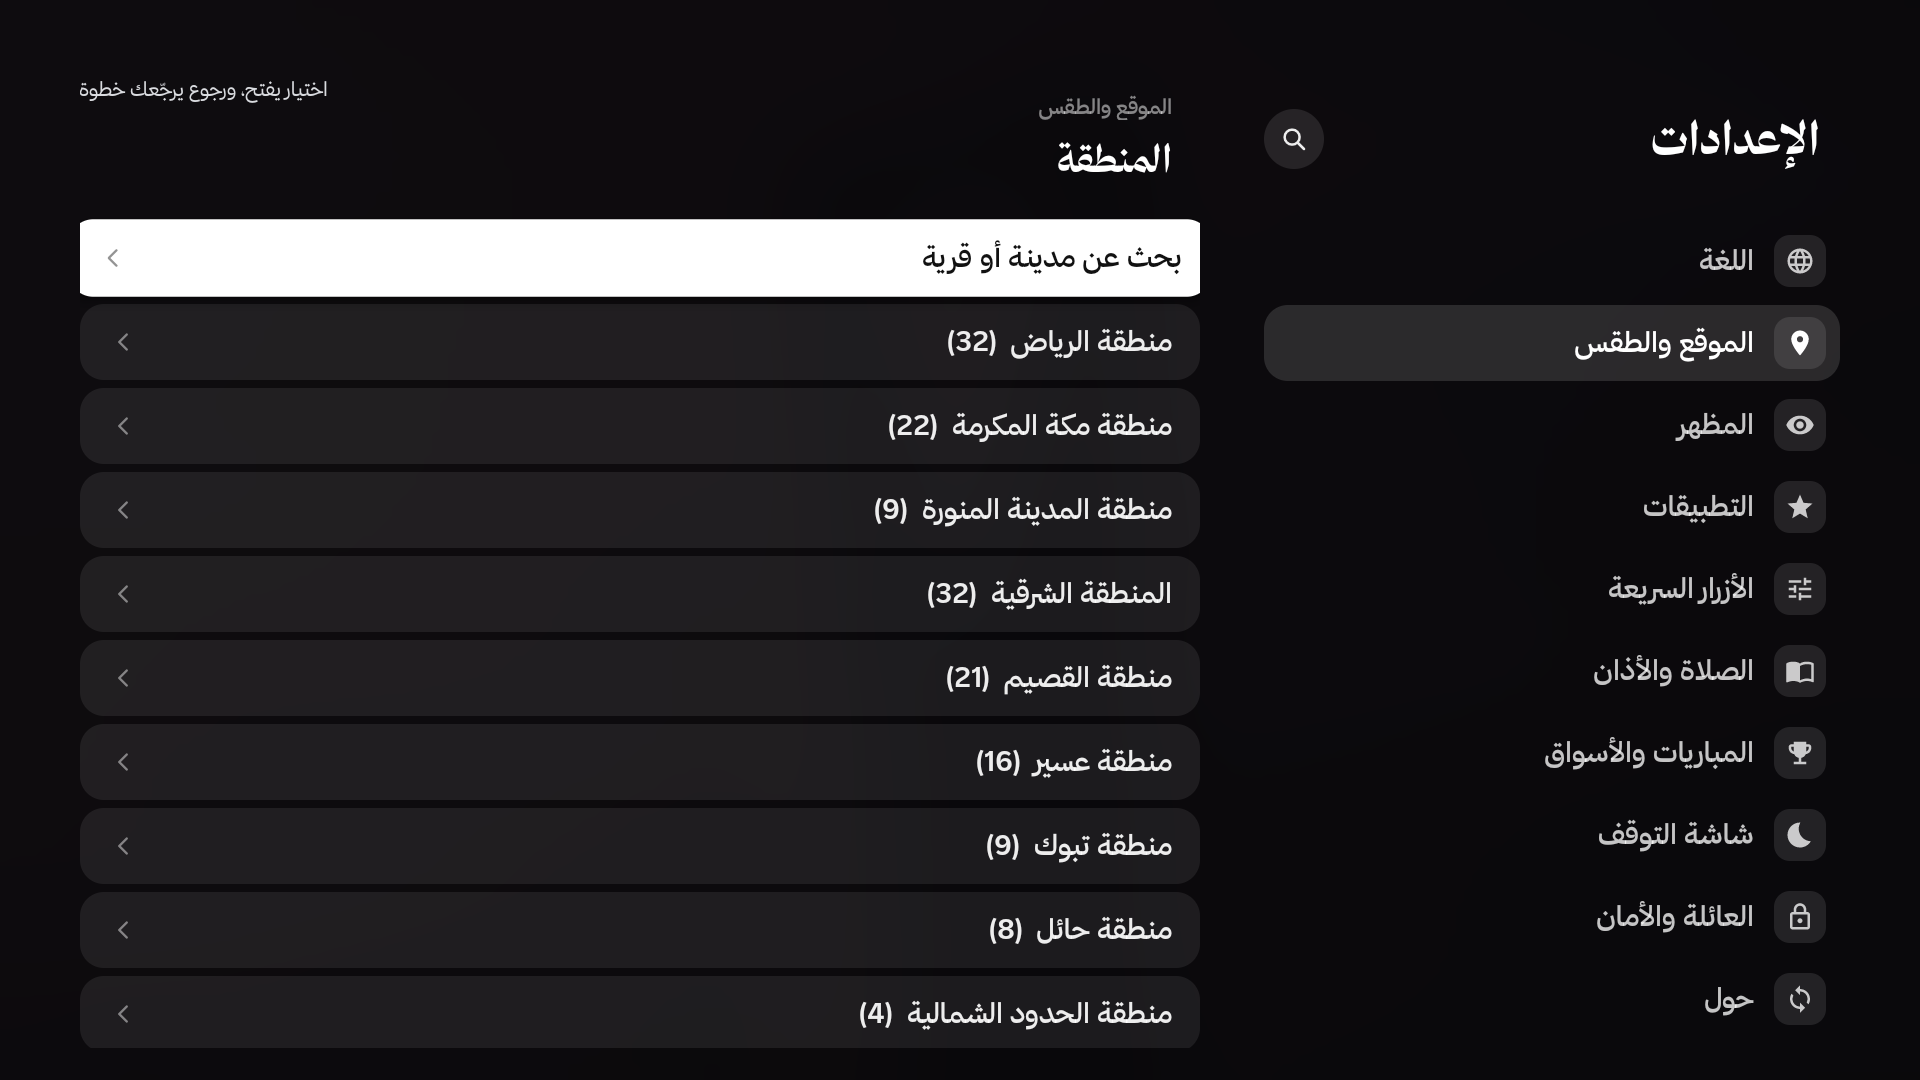 الإعدادات
اللغة
الموقع والطقس
المظهر
التطبيقات
الأزرار السريعة
الصلاة والأذان
المباريات والأسواق
شاشة التوقف
العائلة والأمان
حول
اختيار يفتح، ورجوع يرجّعك خطوة
الموقع والطقس
المنطقة
بحث عن مدينة أو قرية
منطقة الرياض (32)
منطقة مكة المكرمة (22)
منطقة المدينة المنورة (9)
المنطقة الشرقية (32)
منطقة القصيم (21)
منطقة عسير (16)
منطقة تبوك (9)
منطقة حائل (8)
منطقة الحدود الشمالية (4)